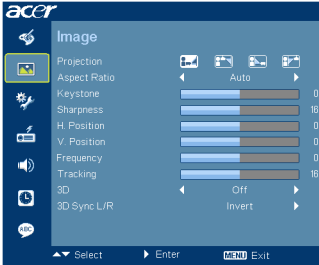 acer
Image
Projection
Aspect Ratio Auto
Keystone 0
Sharpness 16
H. Position 0
V. Position 0
Frequency 0
Tracking 16
3D Off
3D Sync L/R Invert
ABC
Select Enter MENU Exit